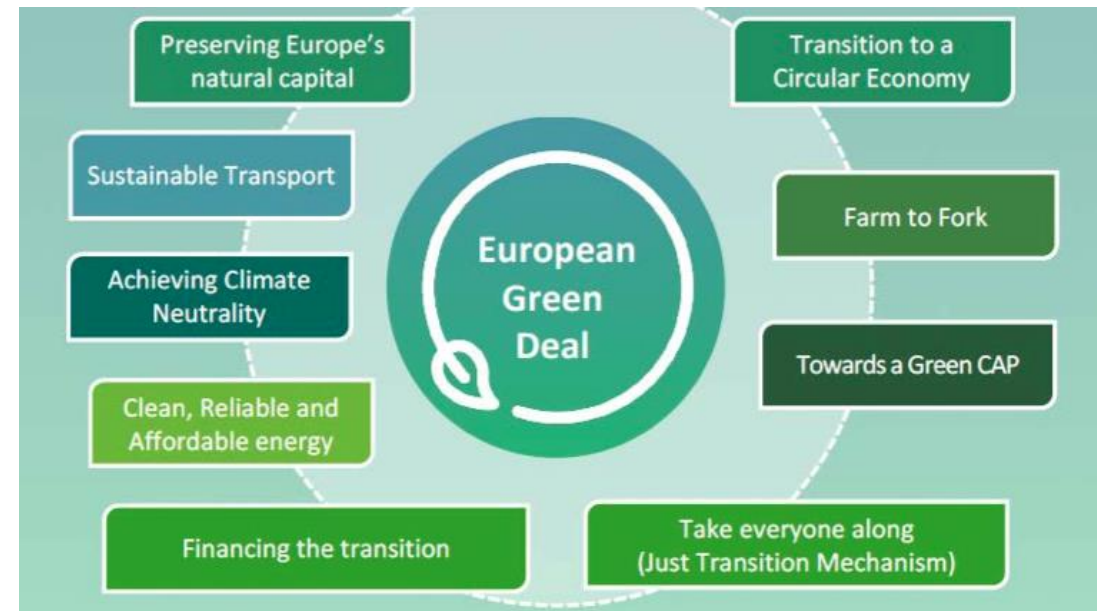 Preserving Europe's
natural capital
Transition to a
Circular Economy
Sustainable Transport
Farm to Fork
European
Green
Deal
Achieving Climate
Neutrality
Towards a Green CAP
Clean, Reliable and
Affordable energy
Financing the transition
Take everyone along
(Just Transition Mechanism)